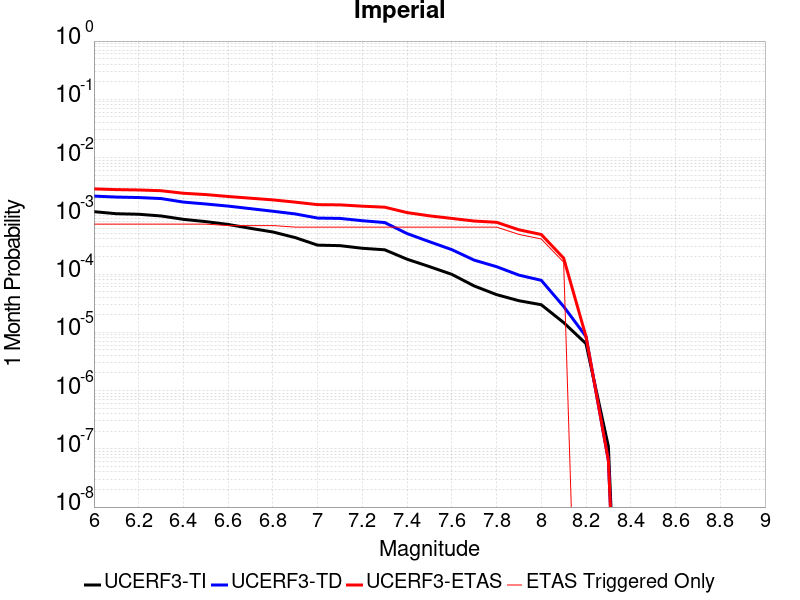 Imperial
10^0
10^-1
10^-2
10^-3
10^-4
10^-5
10^-6
10^-7
10^-8
1 Month Probability
6 6.2 6.4 6.6 6.8 7 7.2 7.4 7.6 7.8 8 8.2 8.4 8.6 8.8 9
Magnitude
UCERF3-TI UCERF3-TD UCERF3-ETAS ETAS Triggered Only